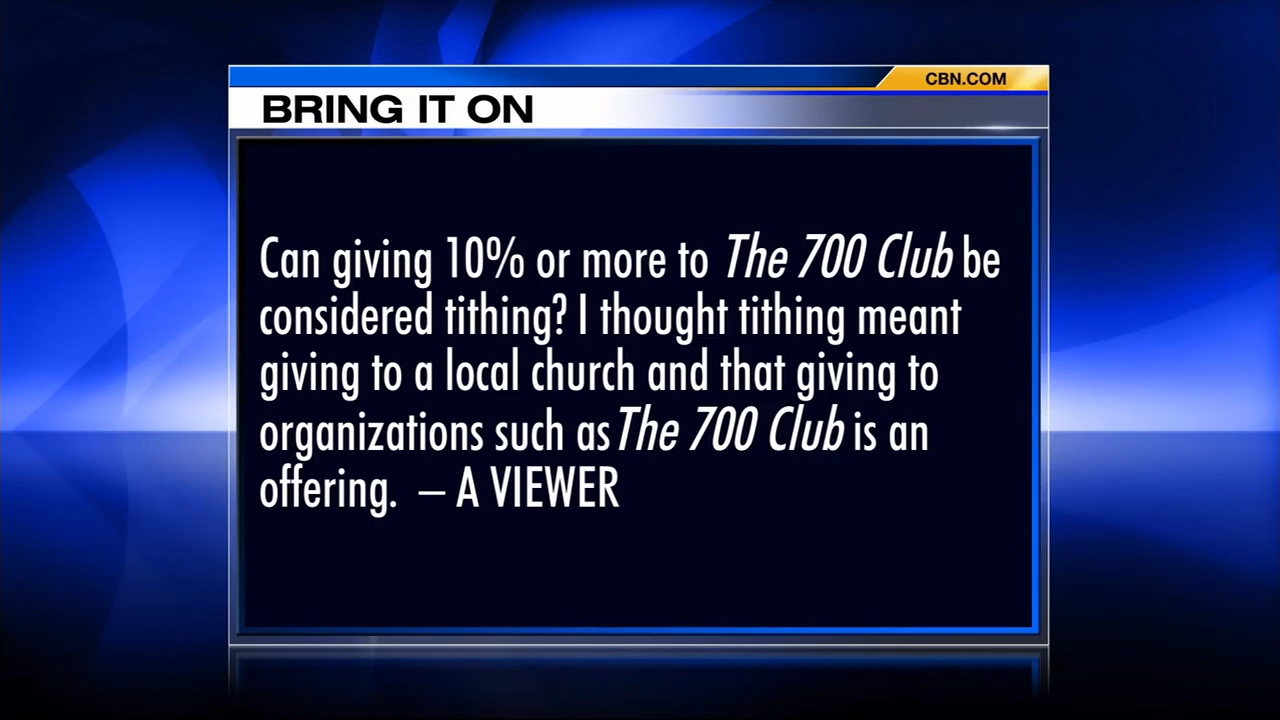 CBN.COM
BRING IT ON
Can giving 10% or more to The 700 Club be
considered tithing? I thought tithing meant
giving to a local church and that giving to
organizations such as The 700 Club is an
offering. – A VIEWER